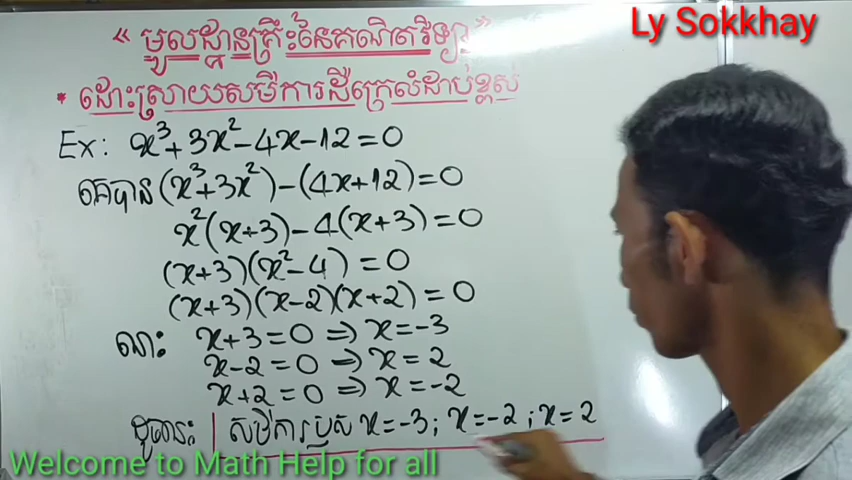 « មូលដ្ឋានគ្រឹះនៃគណិតវិទ្យា »
Ly Sokkhay
* ដោះស្រាយសមីការដឺក្រេលំដាប់ខ្ពស់
Ex: x³+3x²-4x-12=0
គេបាន (x³+3x²)-(4x+12)=0
x²(x+3)-4(x+3)=0
(x+3)(x²-4)=0
(x+3)(x-2)(x+2)=0
ណោះ x+3=0 ⇒ x=-3
x-2=0 ⇒ x=2
x+2=0 ⇒ x=-2
ដូចនេះ | សមីការឫស x=-3; x=-2; x=2
Welcome to Math Help for all